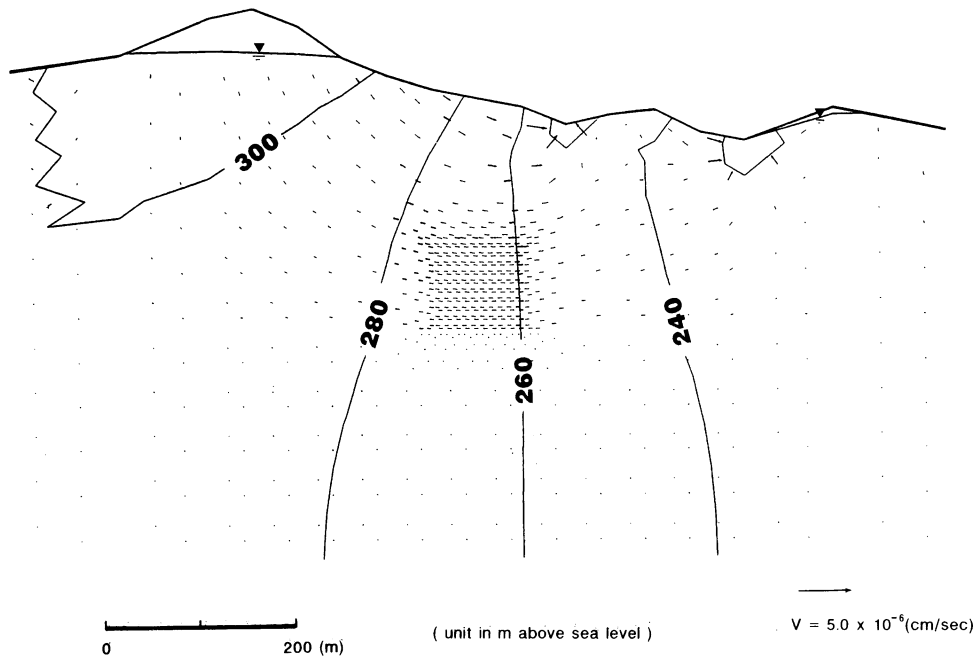 300
280
260
240
0
200 (m)
( unit in m above sea level )
V = 5.0 x 10⁻⁶(cm/sec)